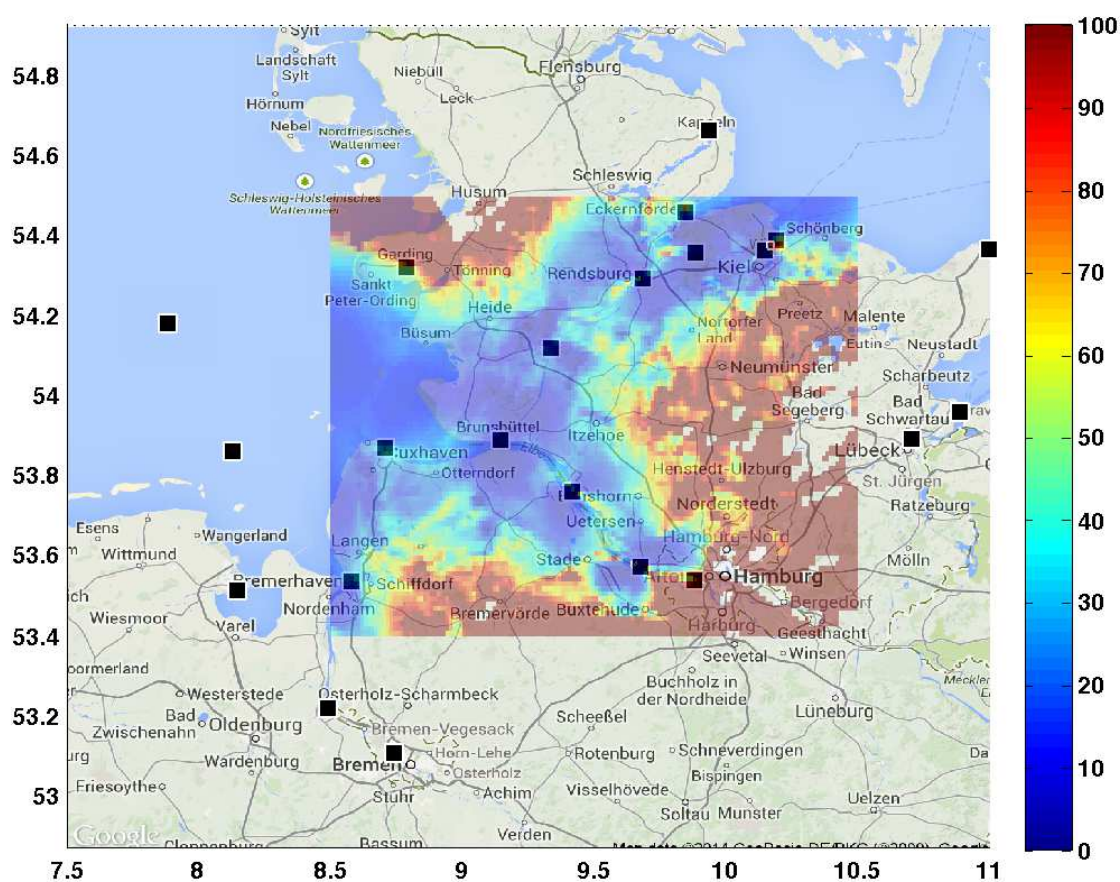 Sylt
100
Landschaft
Sylt
Niebüll
Flensburg
54.8
Leck
90
Hörnum
Nebel
Nordfriesisches
Wattenmeer
Kappeln
80
54.6
Schleswig
Schleswig-Holsteinisches
Wattenmeer
Husum
Eckernförde
70
Schönberg
54.4
Garding
Tönning
Kiel
Rendsburg
Sankt
Peter-Ording
60
Heide
Preetz
Malente
54.2
Büsum
Nortorfer
Land
Eutin
Neustadt
Neumünster
Scharbeutz
50
54
Bad
Segeberg
Bad
Schwartau
Brunsbüttel
Itzehoe
Lübeck
40
53.8
Cuxhaven
Otterndorf
Elbe
Henstedt-Ulzburg
St. Jürgen
Norderstedt
Ratzeburg
Esens
Wangerland
Uetersen
30
53.6
Wittmund
Langen
Hamburg-Nord
Mölln
Stade
Bremerhaven
Schiffdorf
Hamburg
Nordenham
Bremervörde
Buxtehude
Bergedorf
20
Wiesmoor
Varel
Harburg
Geesthacht
53.4
Seevetal
Winsen
Westerstede
Osterholz-Scharmbeck
Buchholz in
der Nordheide
10
53.2
Bad
Zwischenahn
Oldenburg
Bremen-Vegesack
Scheeßel
Lüneburg
Wardenburg
Bremen
Horn-Lehe
Rotenburg
Schneverdingen
Osterholz
Bispingen
53
Friesoythe
Stuhr
Achim
Visselhövede
Uelzen
Soltau
Munster
Google
Verden
Bassum
0
7.5
8
8.5
9
9.5
10
10.5
11